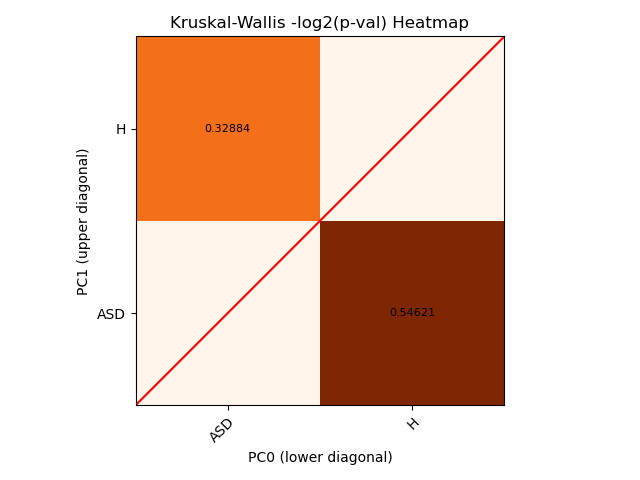 Kruskal-Wallis -log2(p-val) Heatmap
0.32884
H
PC1 (upper diagonal)
0.54621
ASD
ASD
H
PC0 (lower diagonal)